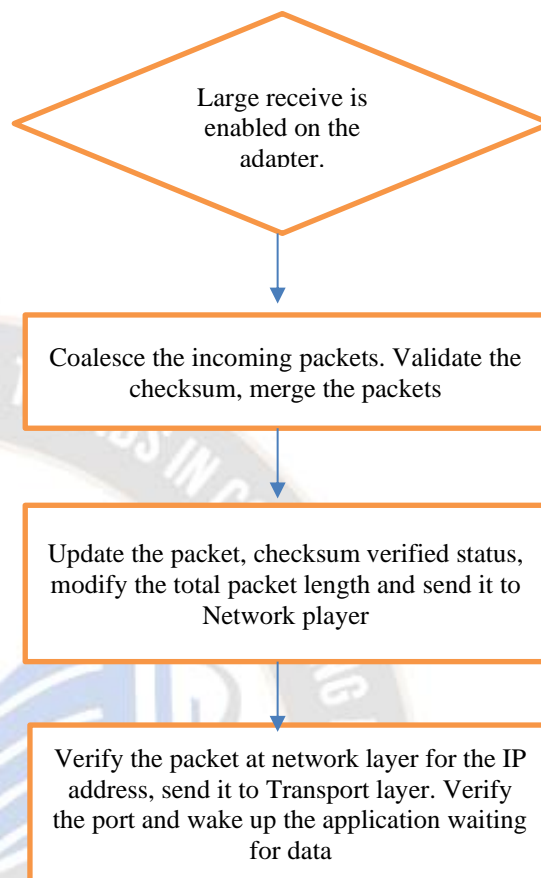 Large receive is
enabled on the
adapter.
Coalesce the incoming packets. Validate the
checksum, merge the packets
Update the packet, checksum verified status,
modify the total packet length and send it to
Network player
Verify the packet at network layer for the IP
address, send it to Transport layer. Verify
the port and wake up the application waiting
for data